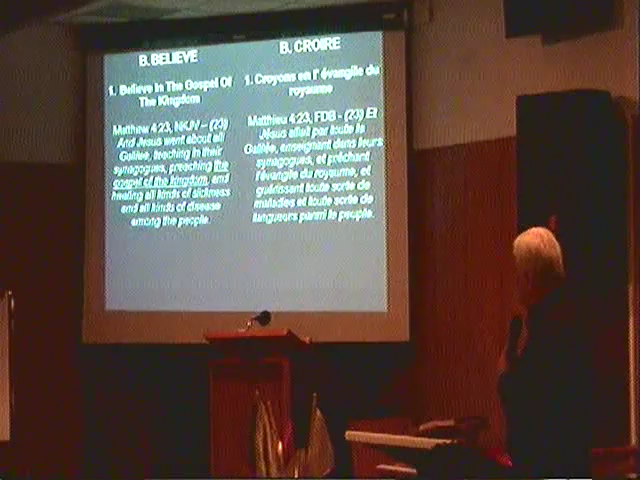 B. BELIEVE
1. Believe In The Gospel Of
The Kingdom
Matthew 4:23, NKJV – (23)
And Jesus went about all
Galilee, teaching in their
synagogues, preaching the
gospel of the kingdom, and
healing all kinds of sickness
and all kinds of disease
among the people.
B. CROIRE
1. Croyons en l' évangile du
royaume
Matthieu 4:23, FDB - (23) Et
Jésus allait par toute la
Galilée, enseignant dans leurs
synagogues, et prêchant
l'évangile du royaume, et
guérissant toute sorte de
maladies et toute sorte de
langueurs parmi le peuple.